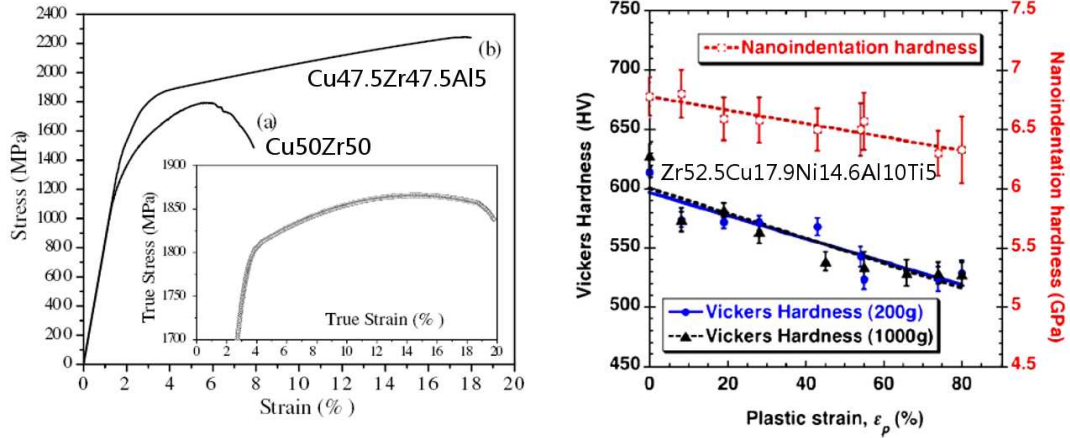 2400
2200
2000
1800
1600
1400
1200
1000
800
600
400
200
0
Stress (MPa)
(b)
Cu47.5Zr47.5Al5
(a)
Cu50Zr50
1900
1850
1800
1750
1700
True Stress (MPa)
True Strain (% )
0 2 4 6 8 10 12 14 16 18 20
0 2 4 6 8 10 12 14 16 18 20
Strain (% )
750
700
650
600
550
500
450
Vickers Hardness (HV)
Nanoindentation hardness
Zr52.5Cu17.9Ni14.6Al10Ti5
Vickers Hardness (200g)
Vickers Hardness (1000g)
7.5
7
6.5
6
5.5
5
4.5
Nanoindentation hardness (GPa)
0 20 40 60 80
Plastic strain, εp (%)